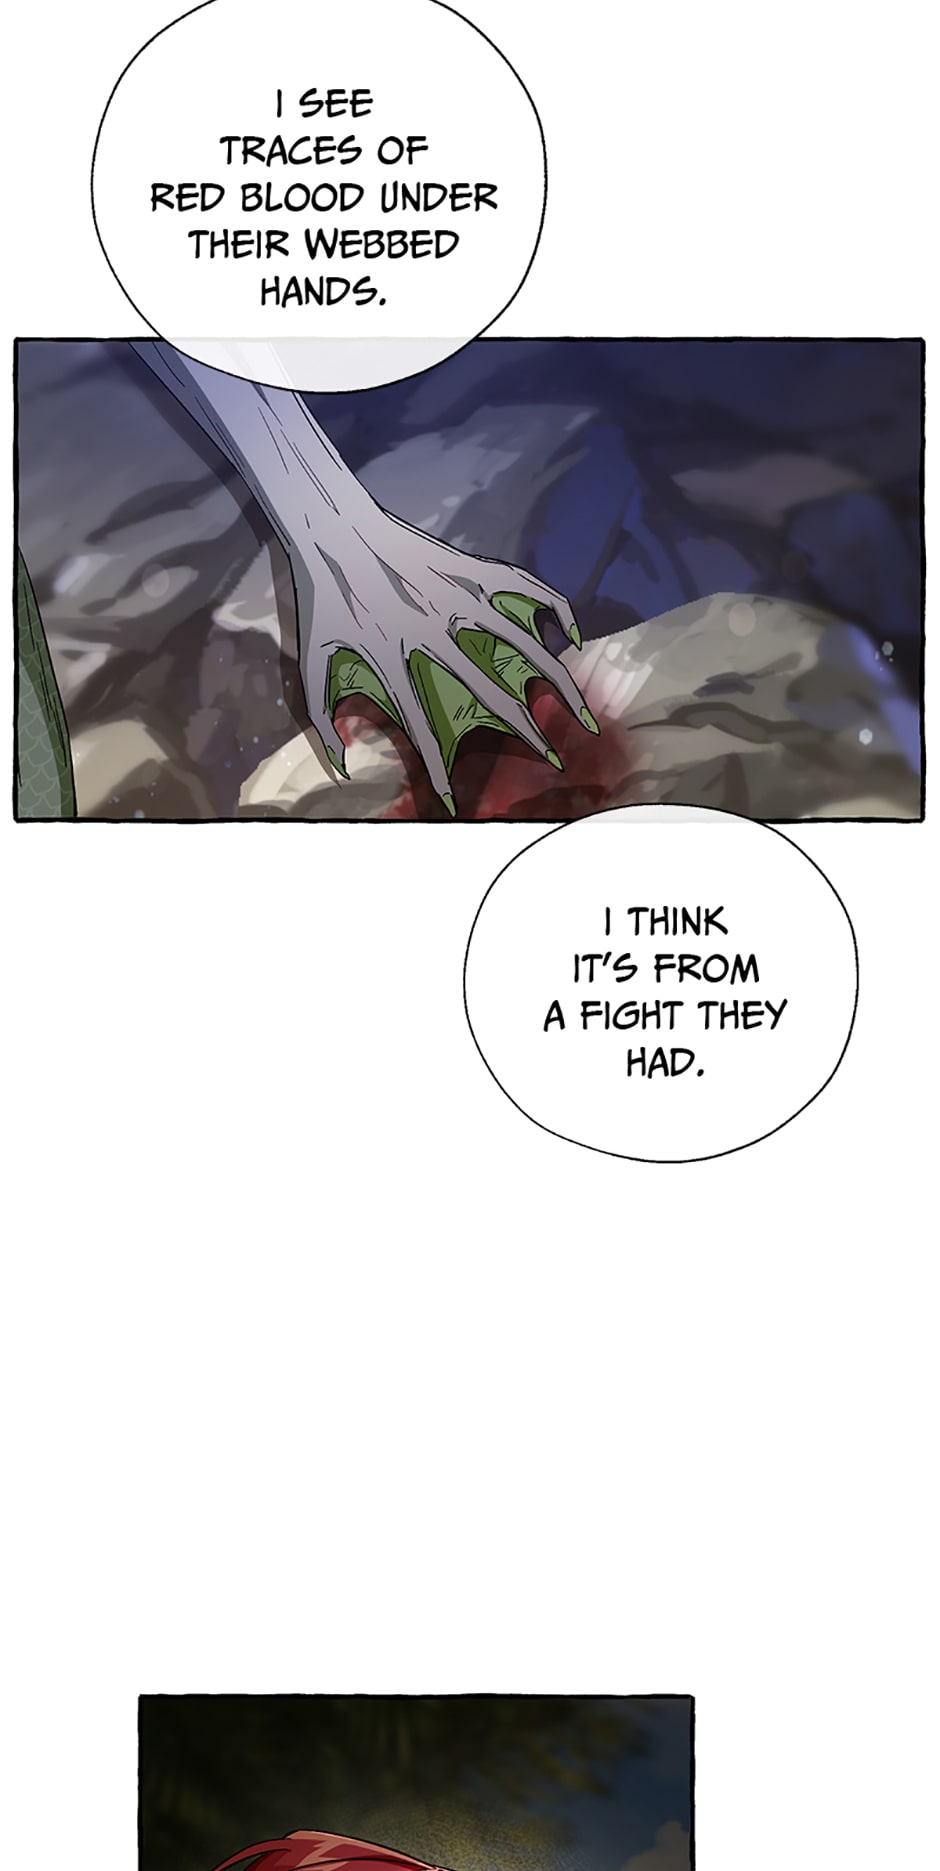 I SEE
TRACES OF
RED BLOOD UNDER
THEIR WEBBED
HANDS.
I THINK
IT'S FROM
A FIGHT THEY
HAD.